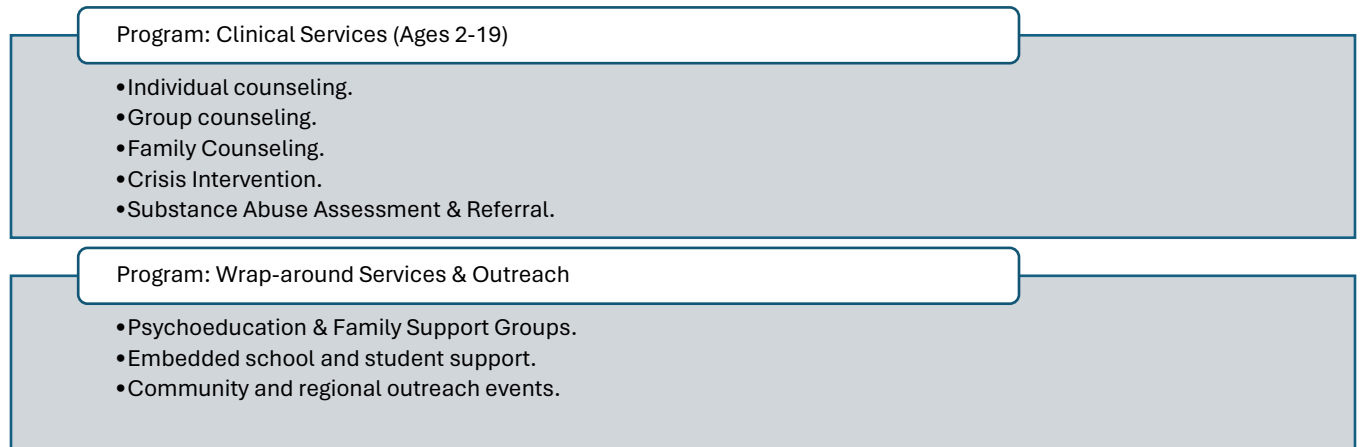 Program: Clinical Services (Ages 2-19)
•Individual counseling.
•Group counseling.
•Family Counseling.
•Crisis Intervention.
•Substance Abuse Assessment & Referral.
Program: Wrap-around Services & Outreach
•Psychoeducation & Family Support Groups.
•Embedded school and student support.
•Community and regional outreach events.